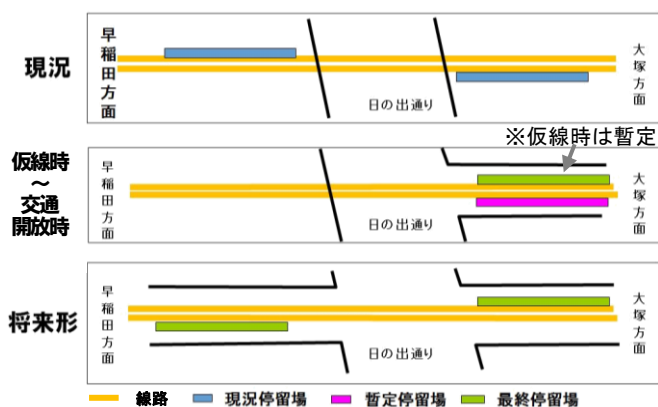 現況
早稲田方面
大塚方面
日の出通り
※仮線時は暫定
仮線時
～
交通
開放時
早稲田方面
大塚方面
日の出通り
将来形
早稲田方面
大塚方面
日の出通り
線路 現況停留場 暫定停留場 最終停留場